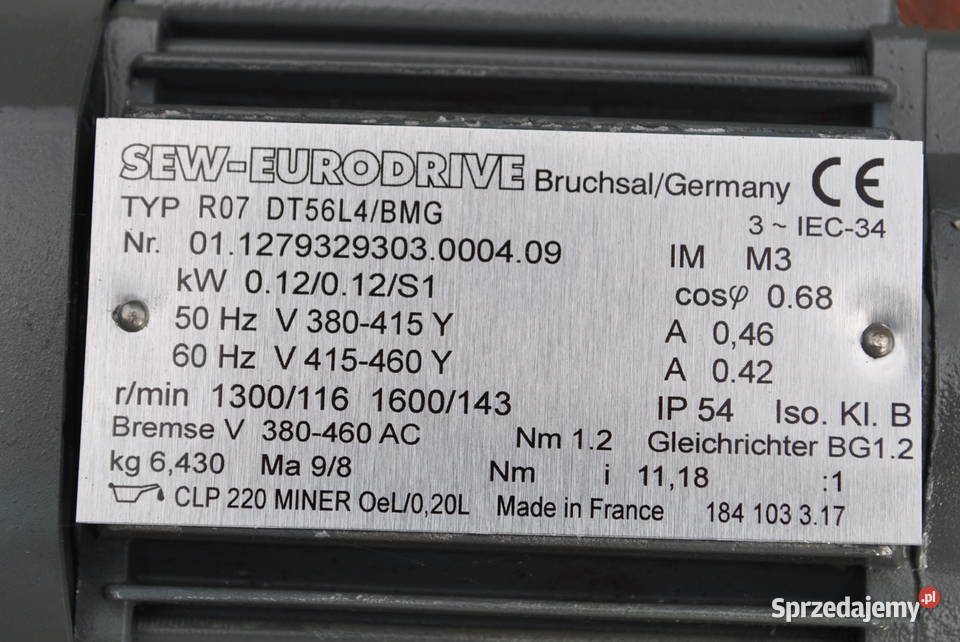 SEW-EURODRIVE Bruchsal/Germany CE
TYP R07 DT56L4/BMG 3 ~ IEC-34
Nr. 01.1279329303.0004.09 IM M3
kW 0.12/0.12/S1 cosφ 0.68
50 Hz V 380-415 Y A 0,46
60 Hz V 415-460 Y A 0.42
r/min 1300/116 1600/143 IP 54 Iso. Kl. B
Bremse V 380-460 AC Nm 1.2 Gleichrichter BG1.2
kg 6,430 Ma 9/8 Nm i 11,18 :1
CLP 220 MINER OeL/0,20L Made in France 184 103 3.17
Sprzedajemy.pl